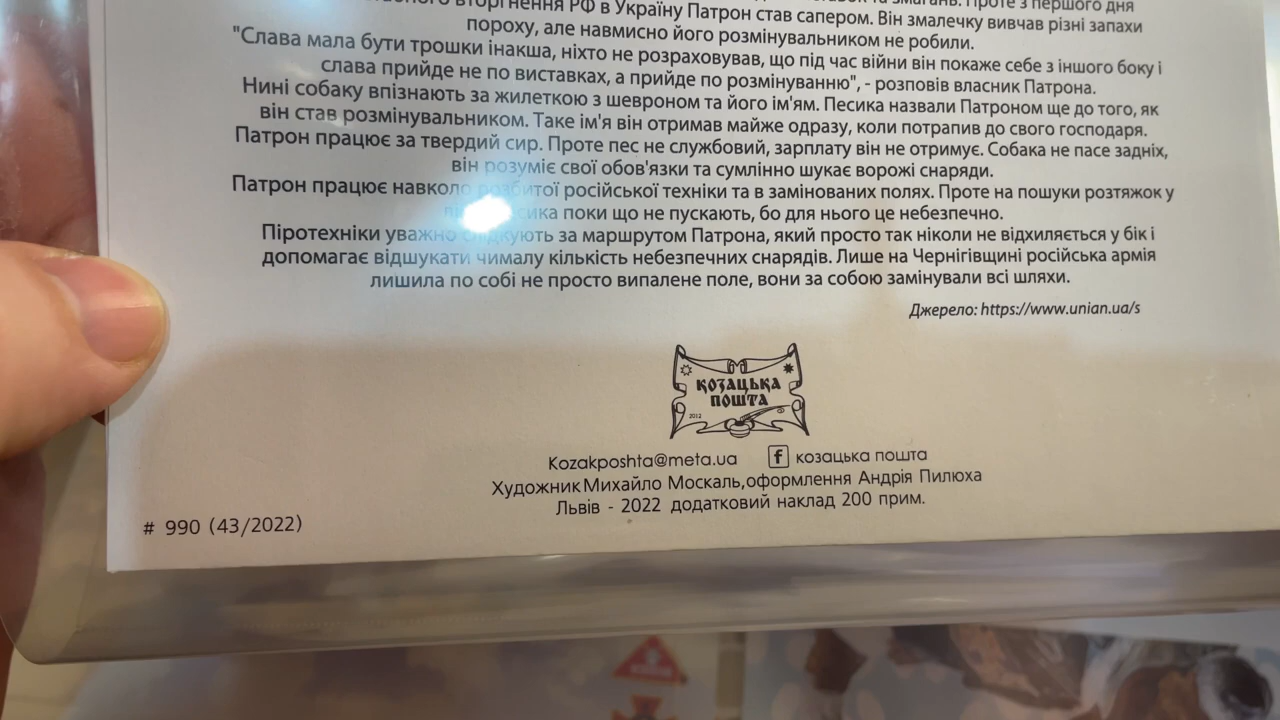 вторгнення РФ в Україну Патрон став сапером. Він змалечку вивчав різні запахи
пороху, але навмисно його розмінувальником не робили.
"Слава мала бути трошки інакша, ніхто не розраховував, що під час війни він покаже себе з іншого боку і
слава прийде не по виставках, а прийде по розмінуванню", - розповів власник Патрона.
Нині собаку впізнають за жилеткою з шевроном та його ім'ям. Песика назвали Патроном ще до того, як
він став розмінувальником. Таке ім'я він отримав майже одразу, коли потрапив до свого господаря.
Патрон працює за твердий сир. Проте пес не службовий, зарплату він не отримує. Собака не пасе задніх,
він розуміє свої обов'язки та сумлінно шукає ворожі снаряди.
Патрон працює навколо розбитої російської техніки та в замінованих полях. Проте на пошуки розтяжок у
поки що не пускають, бо для нього це небезпечно.
Піротехніки уважно слідкують за маршрутом Патрона, який просто так ніколи не відхиляється у бік і
допомагає відшукати чималу кількість небезпечних снарядів. Лише на Чернігівщині російська армія
лишила по собі не просто випалене поле, вони за собою замінували всі шляхи.
Джерело: https://www.unian.ua/s
козацька
пошта
2012
Kozakposhta@meta.ua f козацька пошта
Художник Михайло Москаль, оформлення Андрія Пилюха
Львів - 2022 додатковий наклад 200 прим.
# 990 (43/2022)